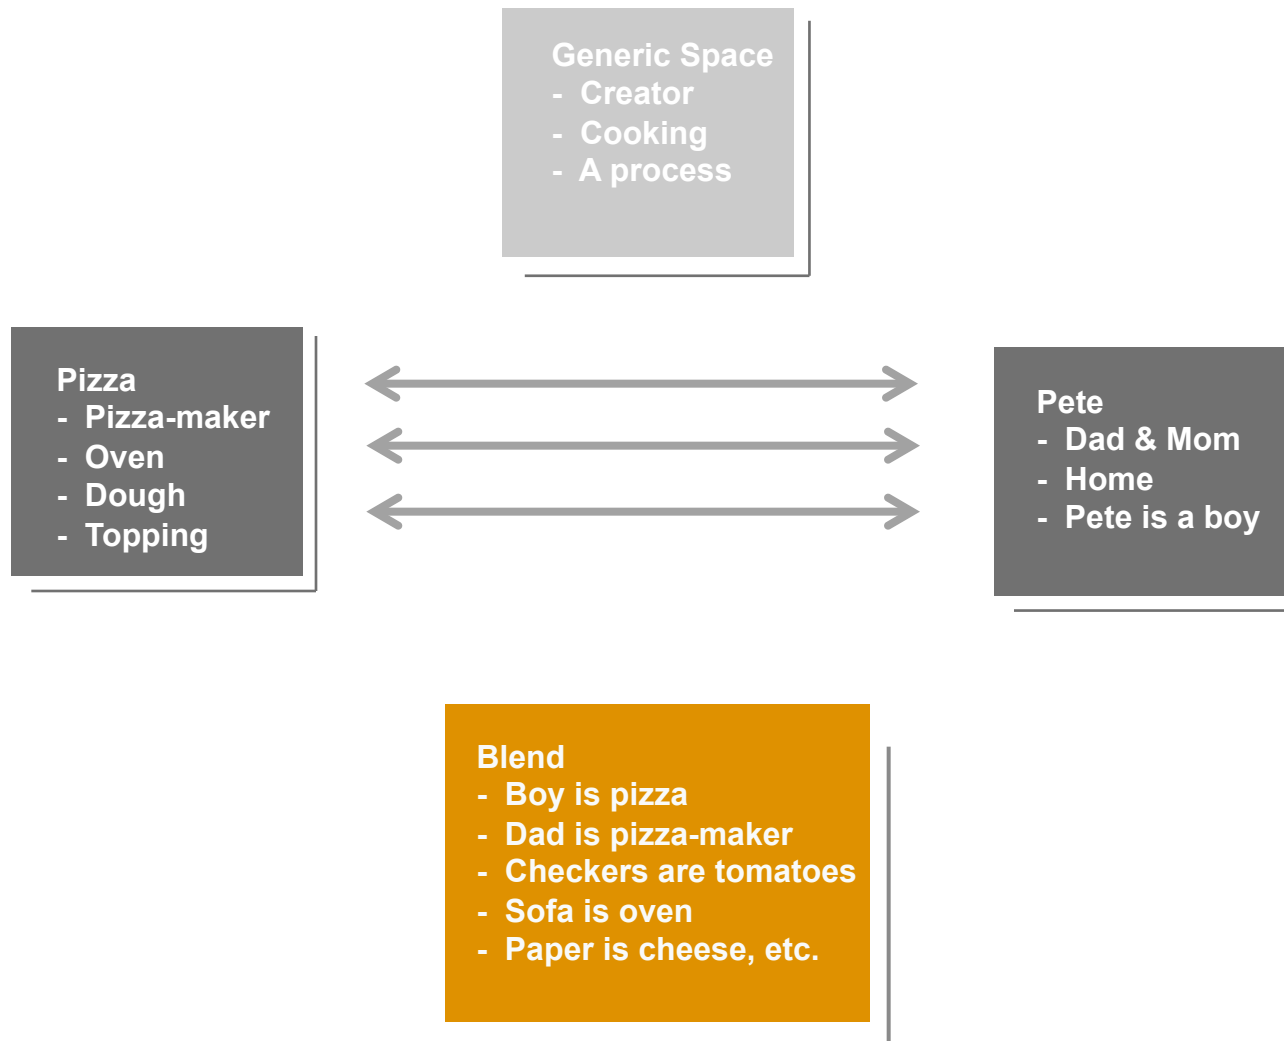 Generic Space
- Creator
- Cooking
- A process
Pizza
- Pizza-maker
- Oven
- Dough
- Topping
Pete
- Dad & Mom
- Home
- Pete is a boy
Blend
- Boy is pizza
- Dad is pizza-maker
- Checkers are tomatoes
- Sofa is oven
- Paper is cheese, etc.